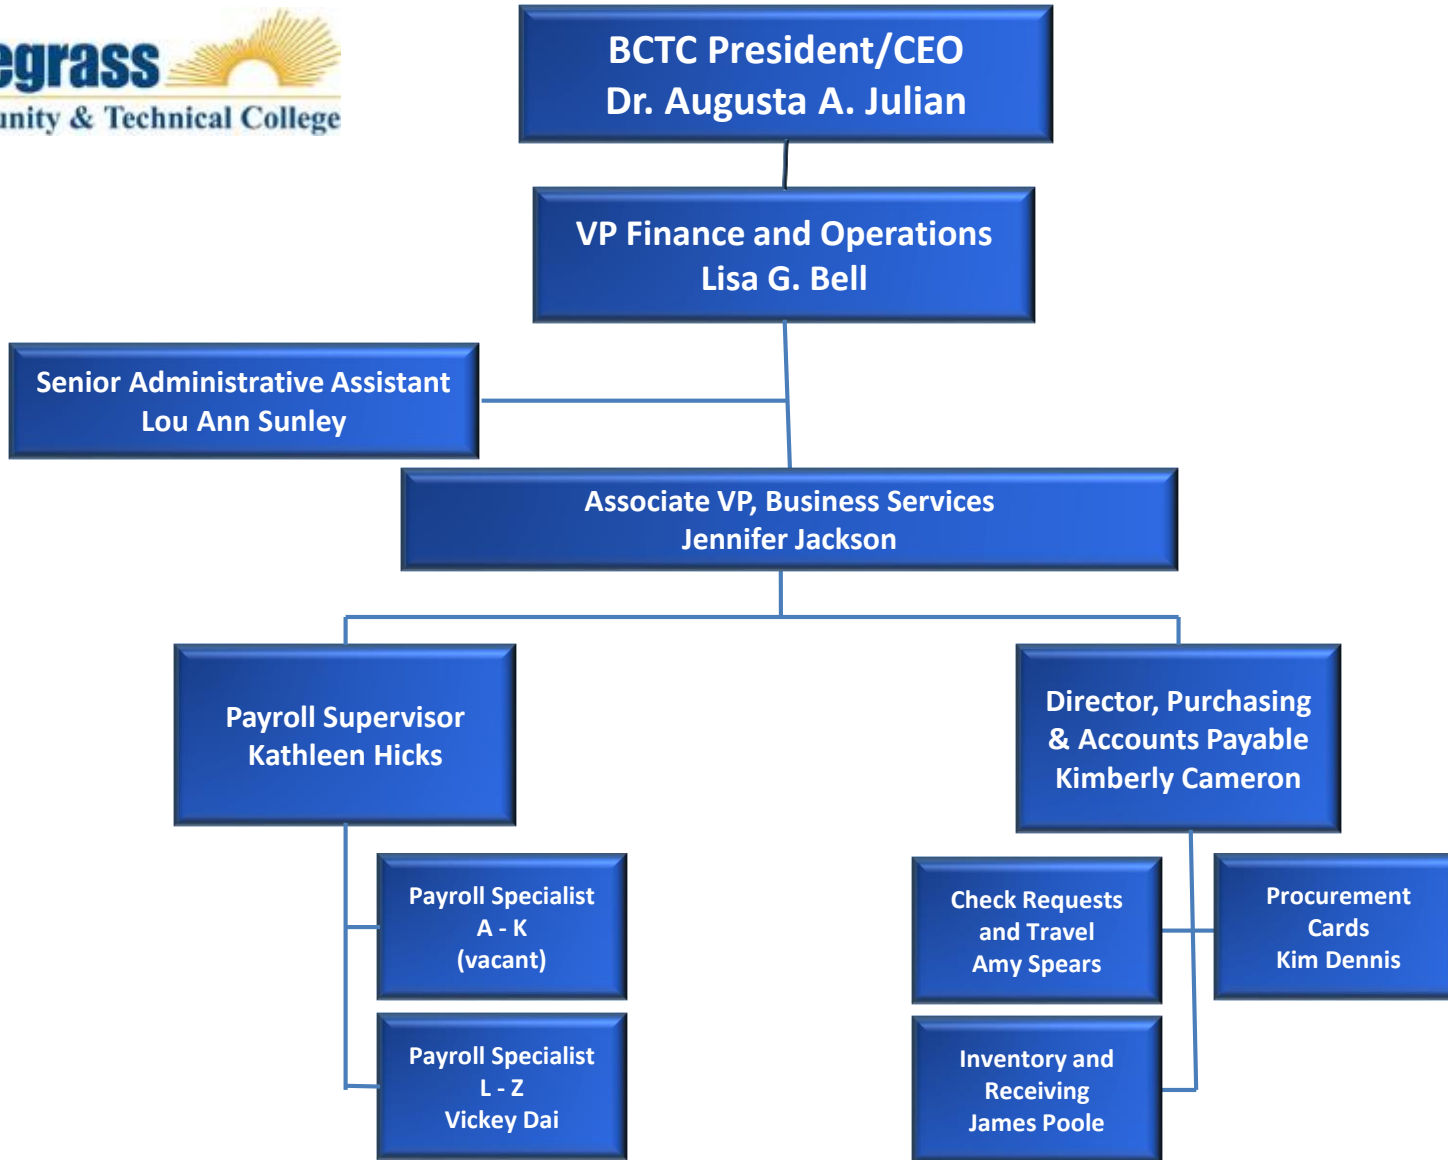 & Technical College
BCTC President/CEO
Dr. Augusta A. Julian
VP Finance and Operations
Lisa G. Bell
Senior Administrative Assistant
Lou Ann Sunley
Associate VP, Business Services
Jennifer Jackson
Payroll Supervisor
Kathleen Hicks
Director, Purchasing
& Accounts Payable
Kimberly Cameron
Payroll Specialist
A - K
(vacant)
Check Requests
and Travel
Amy Spears
Procurement
Cards
Kim Dennis
Payroll Specialist
L - Z
Vickey Dai
Inventory and
Receiving
James Poole